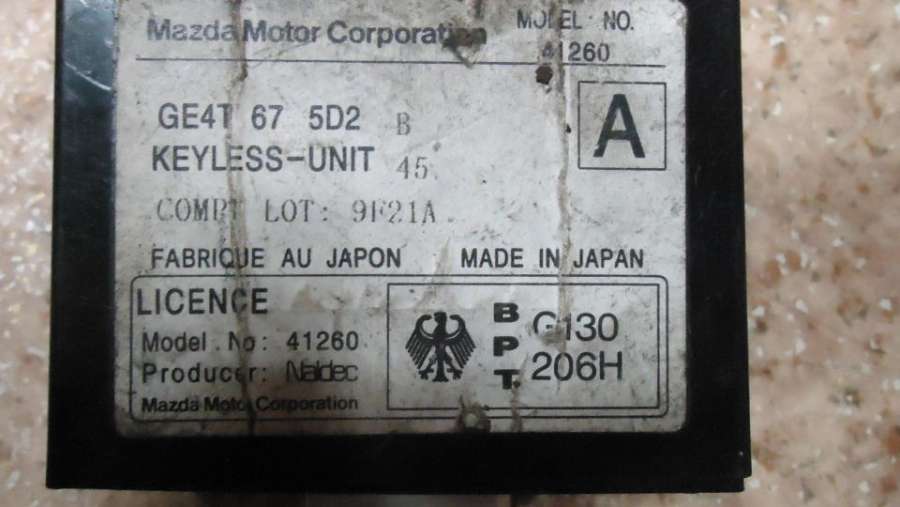 Mazda Motor Corporation
MODEL NO.
41260
GE4T 67 5D2 B
A
KEYLESS-UNIT 45
COMPT LOT: 9F21A
FABRIQUE AU JAPON MADE IN JAPAN
LICENCE
Model. No: 41260
Producer: Naldec
Mazda Motor Corporation
BPT.
G130
206H